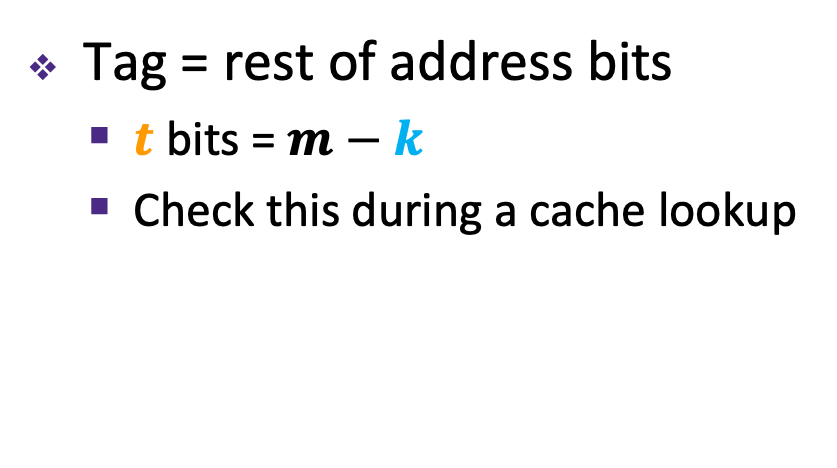 ❖ Tag = rest of address bits
▪ t bits = m − k
▪ Check this during a cache lookup